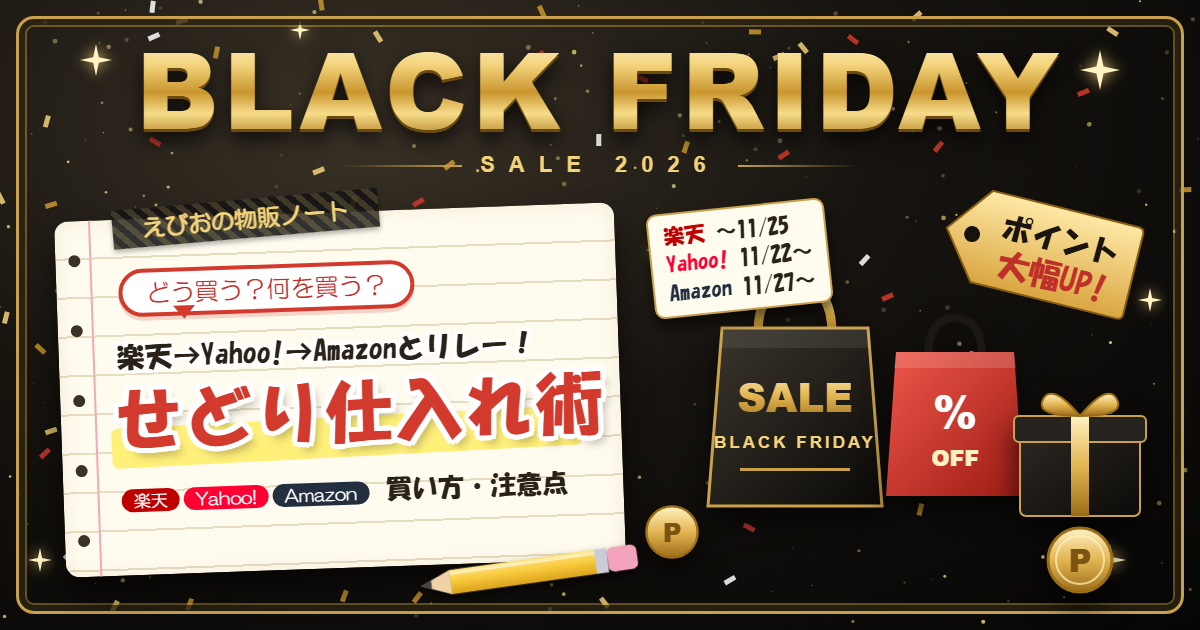 BLACK FRIDAY
SALE 2026
えびおの物販ノート
どう買う？何を買う？
楽天→Yahoo!→Amazonとリレー！
せどり仕入れ術
楽天 Yahoo! Amazon 買い方・注意点
楽天 〜11/25
Yahoo! 11/22〜
Amazon 11/27〜
ポイント
大幅UP!
SALE
BLACK FRIDAY
%
OFF
P
P